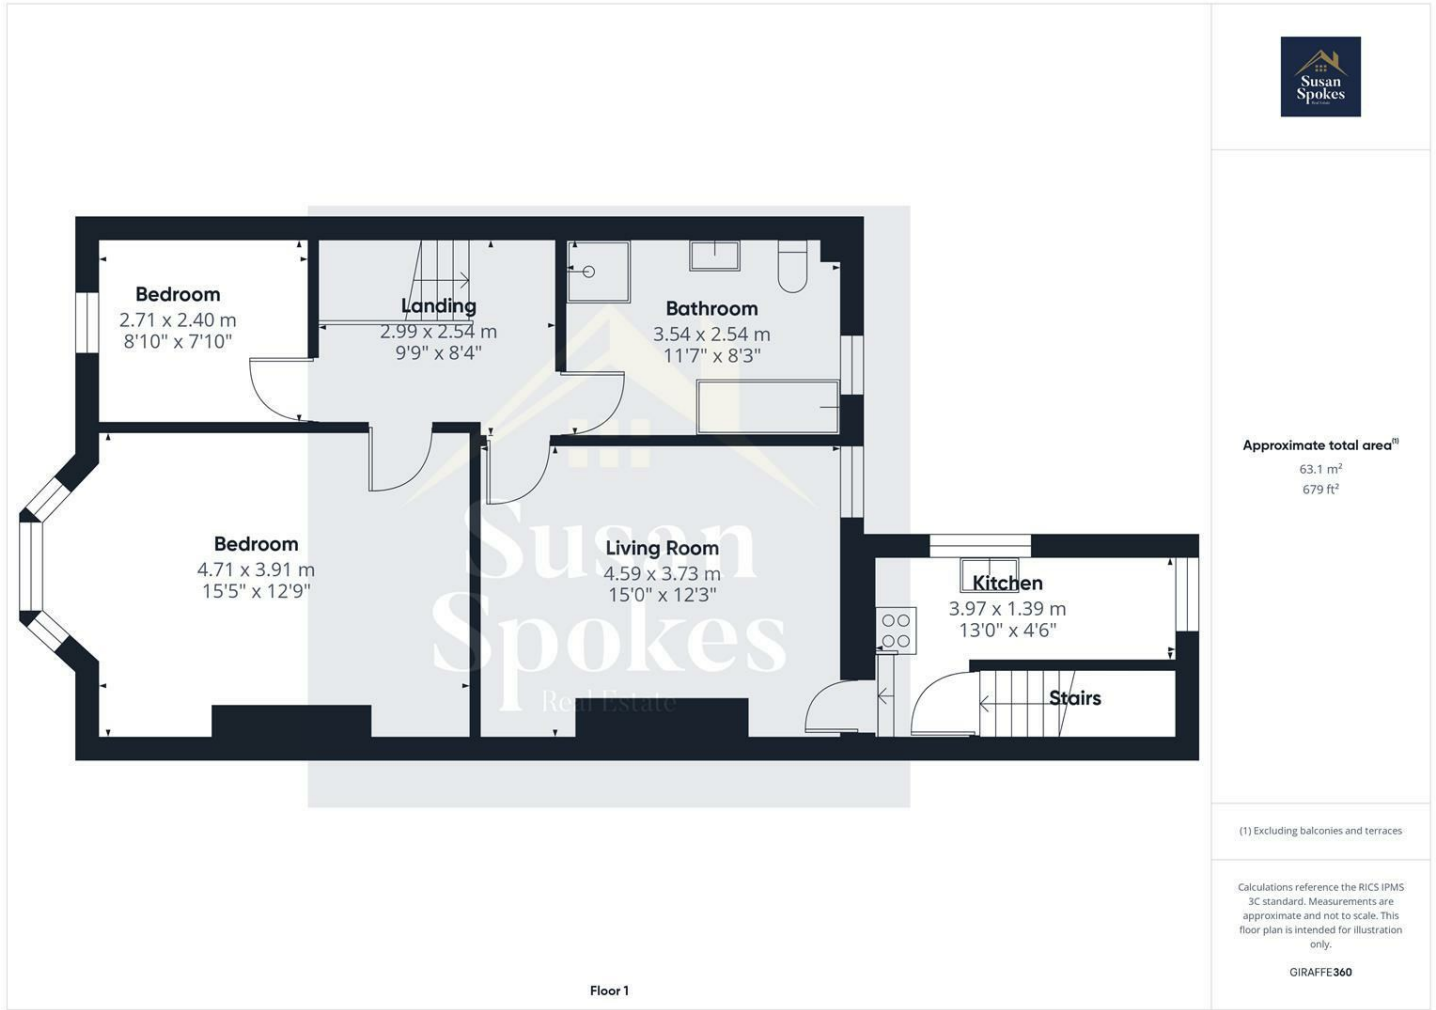 Susan
Spokes
Real Estate
Bedroom
2.71 x 2.40 m
8'10" x 7'10"
Landing
2.99 x 2.54 m
9'9" x 8'4"
Bathroom
3.54 x 2.54 m
11'7" x 8'3"
Bedroom
4.71 x 3.91 m
15'5" x 12'9"
Living Room
4.59 x 3.73 m
15'0" x 12'3"
Kitchen
3.97 x 1.39 m
13'0" x 4'6"
Stairs
Susan
Spokes
Real Estate
Floor 1
Approximate total area(1)
63.1 m²
679 ft²
(1) Excluding balconies and terraces
Calculations reference the RICS IPMS
3C standard. Measurements are
approximate and not to scale. This
floor plan is intended for illustration
only.
GIRAFFE360